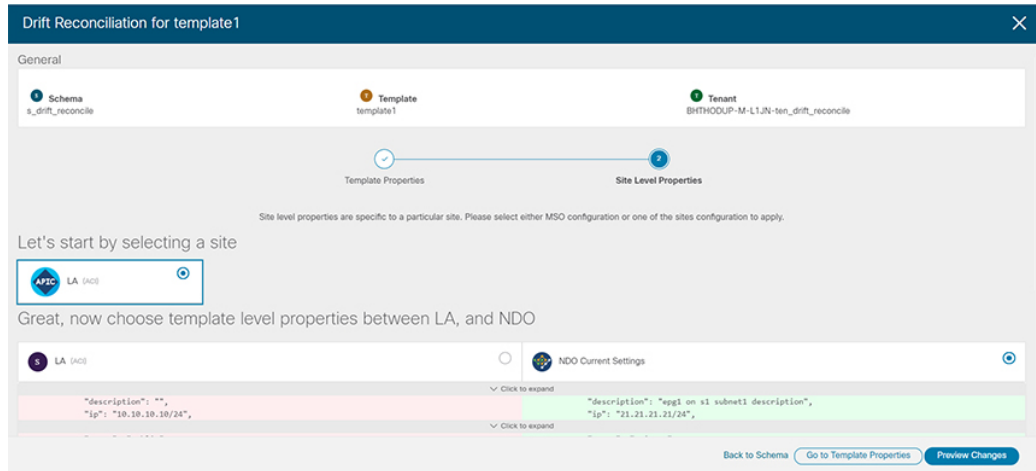 Drift Reconciliation for template1
General
S Schema
s_drift_reconcile
T Template
template1
T Tenant
BHTHODUP-M-L1JN-ten_drift_reconcile
2
Template Properties
Site Level Properties
Site level properties are specific to a particular site. Please select either MSO configuration or one of the sites configuration to apply.
Let's start by selecting a site
APIC LA (ACI)
Great, now choose template level properties between LA, and NDO
S LA (ACI)
NDO Current Settings
Click to expand
"description": "",
"description": "epg1 on s1 subnet1 description",
"ip": "10.10.10.10/24",
"ip": "21.21.21.21/24",
Click to expand
Back to Schema Go to Template Properties Preview Changes